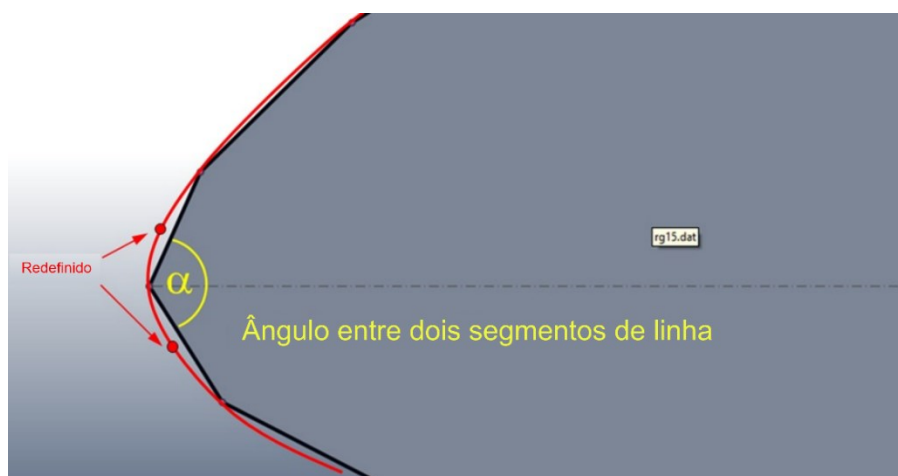 rg15.dat
Redefinido
α
Ângulo entre dois segmentos de linha